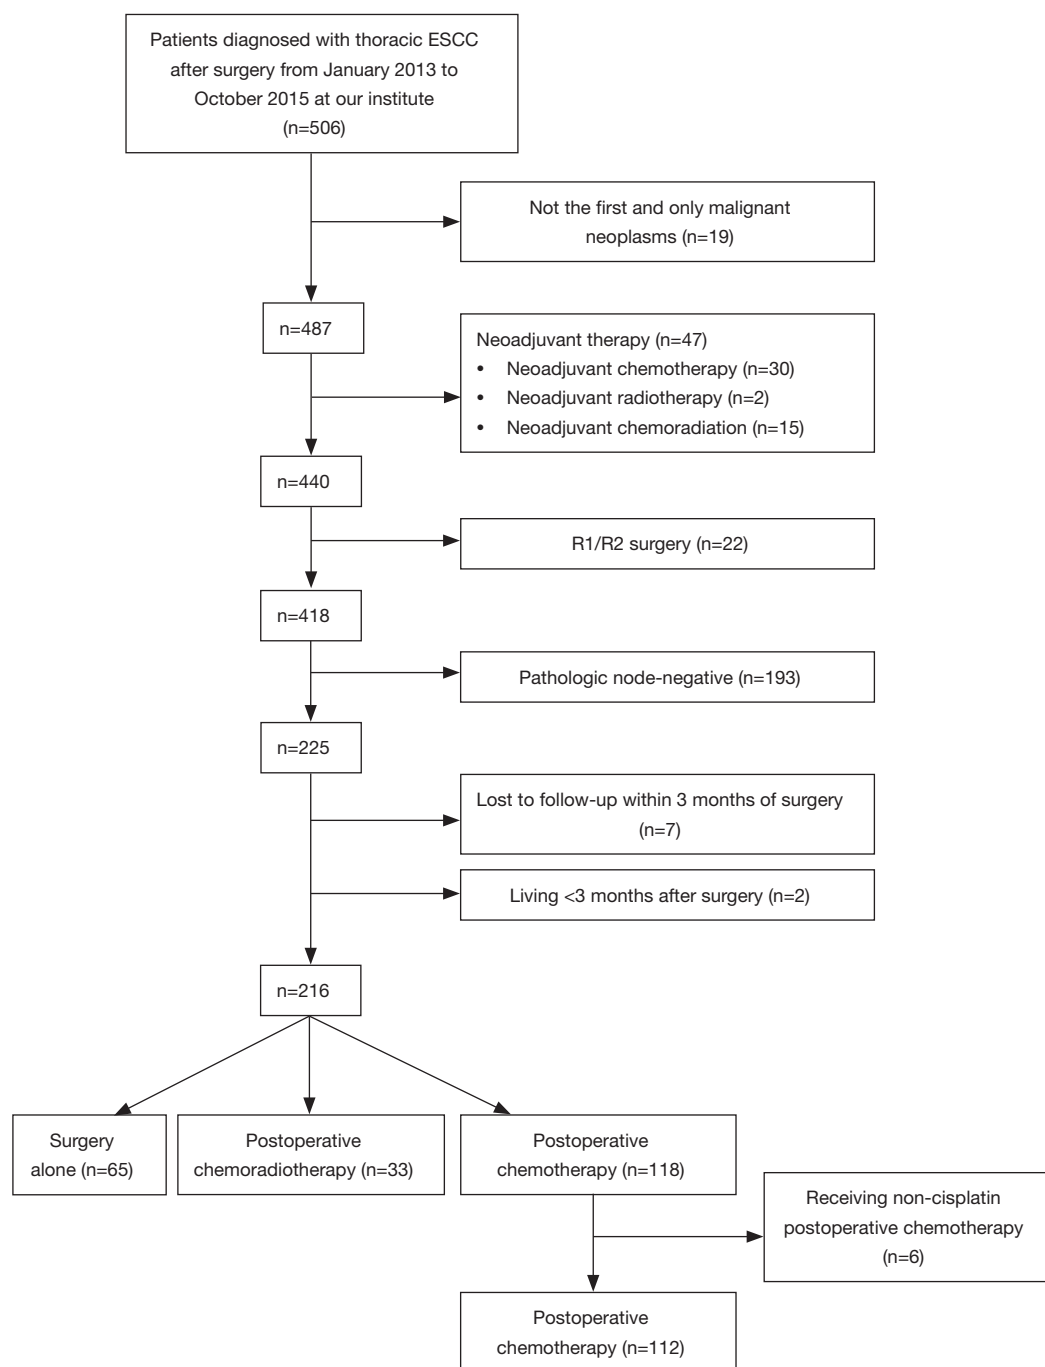 Patients diagnosed with thoracic ESCC
after surgery from January 2013 to
October 2015 at our institute
(n=506)
Not the first and only malignant
neoplasms (n=19)
n=487
Neoadjuvant therapy (n=47)
• Neoadjuvant chemotherapy (n=30)
• Neoadjuvant radiotherapy (n=2)
• Neoadjuvant chemoradiation (n=15)
n=440
R1/R2 surgery (n=22)
n=418
Pathologic node-negative (n=193)
n=225
Lost to follow-up within 3 months of surgery
(n=7)
Living <3 months after surgery (n=2)
n=216
Surgery
alone (n=65)
Postoperative
chemoradiotherapy (n=33)
Postoperative
chemotherapy (n=118)
Receiving non-cisplatin
postoperative chemotherapy
(n=6)
Postoperative
chemotherapy (n=112)